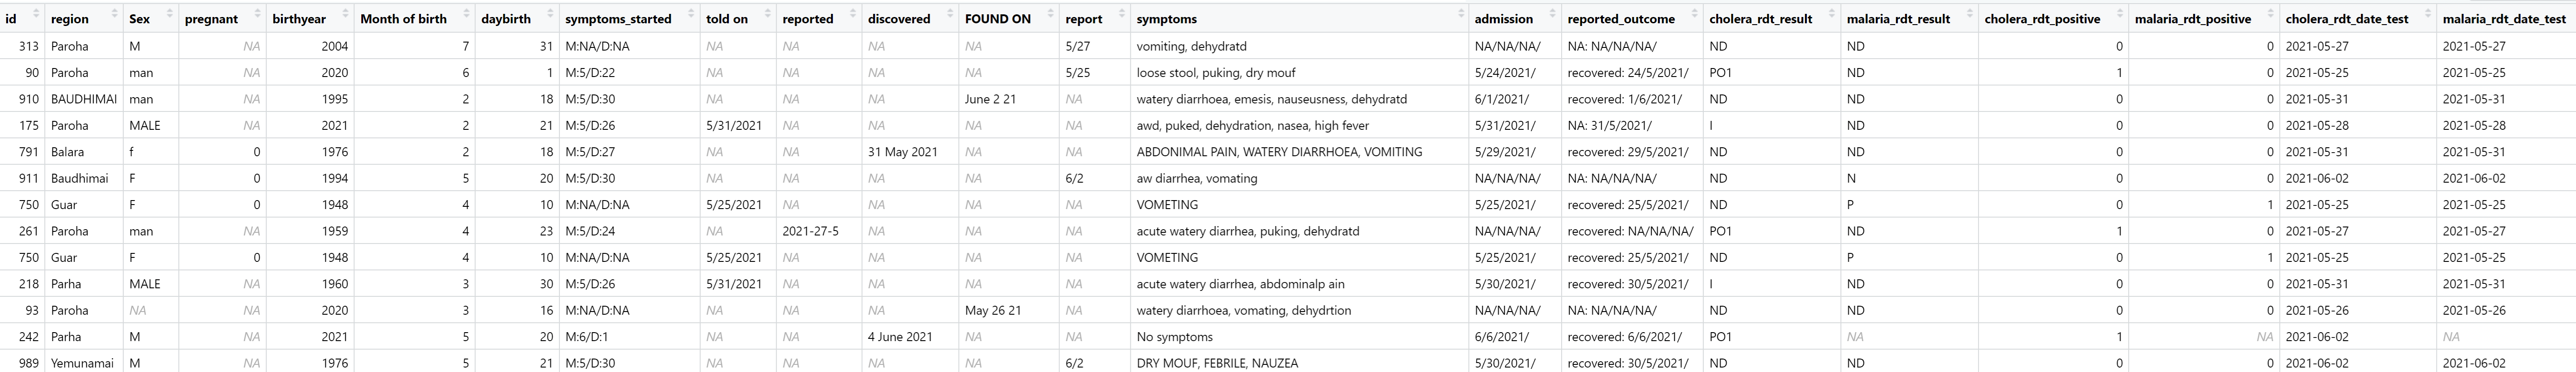 id region Sex pregnant birthyear Month of birth daybirth symptoms_started told on reported discovered FOUND ON report symptoms admission reported_outcome cholera_rdt_result malaria_rdt_result cholera_rdt_positive malaria_rdt_positive cholera_rdt_date_test malaria_rdt_date_test
313 Paroha M NA 2004 7 31 M:NA/D:NA NA NA NA NA 5/27 vomiting, dehydratd NA/NA/NA/ NA: NA/NA/NA/ ND ND 0 0 2021-05-27 2021-05-27
90 Paroha man NA 2020 6 1 M:5/D:22 NA NA NA NA 5/25 loose stool, puking, dry mouf 5/24/2021/ recovered: 24/5/2021/ PO1 ND 1 0 2021-05-25 2021-05-25
910 BAUDHIMAI man NA 1995 2 18 M:5/D:30 NA NA NA June 2 21 NA watery diarrhoea, emesis, nauseusness, dehydratd 6/1/2021/ recovered: 1/6/2021/ ND ND 0 0 2021-05-31 2021-05-31
175 Paroha MALE NA 2021 2 21 M:5/D:26 5/31/2021 NA NA NA NA awd, puked, dehydration, nasea, high fever 5/31/2021/ NA: 31/5/2021/ I ND 0 0 2021-05-28 2021-05-28
791 Balara f 0 1976 2 18 M:5/D:27 NA NA 31 May 2021 NA NA ABDONIMAL PAIN, WATERY DIARRHOEA, VOMITING 5/29/2021/ recovered: 29/5/2021/ ND ND 0 0 2021-05-31 2021-05-31
911 Baudhimai F 0 1994 5 20 M:5/D:30 NA NA NA NA 6/2 aw diarrhea, vomating NA/NA/NA/ NA: NA/NA/NA/ ND N 0 0 2021-06-02 2021-06-02
750 Guar F 0 1948 4 10 M:NA/D:NA 5/25/2021 NA NA NA NA VOMETING 5/25/2021/ recovered: 25/5/2021/ ND P 0 1 2021-05-25 2021-05-25
261 Paroha man NA 1959 4 23 M:5/D:24 NA 2021-27-5 NA NA NA acute watery diarrhea, puking, dehydratd NA/NA/NA/ recovered: NA/NA/NA/ PO1 ND 1 0 2021-05-27 2021-05-27
750 Guar F 0 1948 4 10 M:NA/D:NA 5/25/2021 NA NA NA NA VOMETING 5/25/2021/ recovered: 25/5/2021/ ND P 0 1 2021-05-25 2021-05-25
218 Parha MALE NA 1960 3 30 M:5/D:26 5/31/2021 NA NA NA NA acute watery diarrhea, abdominalp ain 5/30/2021/ recovered: 30/5/2021/ I ND 0 0 2021-05-31 2021-05-31
93 Paroha NA NA 2020 3 16 M:NA/D:NA NA NA NA May 26 21 NA watery diarrhoea, vomating, dehydrtion NA/NA/NA/ NA: NA/NA/NA/ ND ND 0 0 2021-05-26 2021-05-26
242 Parha M NA 2021 5 20 M:6/D:1 NA NA 4 June 2021 NA NA No symptoms 6/6/2021/ recovered: 6/6/2021/ PO1 NA 1 NA 2021-06-02 NA
989 Yemunamai M NA 1976 5 21 M:5/D:30 NA NA NA NA 6/2 DRY MOUF, FEBRILE, NAUZEA 5/30/2021/ recovered: 30/5/2021/ ND ND 0 0 2021-06-02 2021-06-02